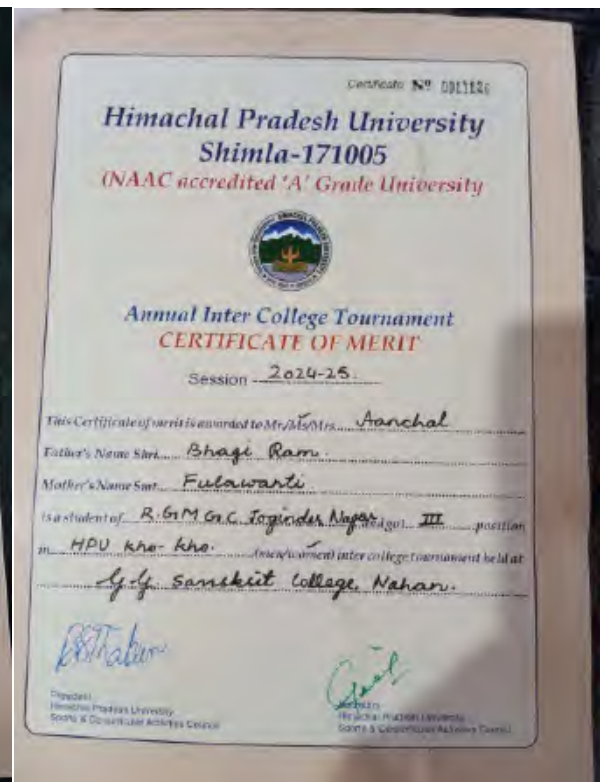 Certificate Nº
Himachal Pradesh University
Shimla-171005
(NAAC accredited 'A' Grade University
Annual Inter College Tournament
CERTIFICATE OF MERIT
Session 2024-25.
This Certificate of merit is awarded to Mr/Ms/Mrs. Aanchal
Father's Name Shri. Bhagi Ram.
Mother's Name Smt. Fulawanti
is a student of R.GM G.C. Joginder Nagar III position
in HPU kho-kho. (men/women) inter college tournament held at
Sanskrit College, Nahan.
President
Himachal Pradesh University
Sports & Co-curricular Activities Council
Himachal Pradesh University
Sports & Co-curricular Activities Council